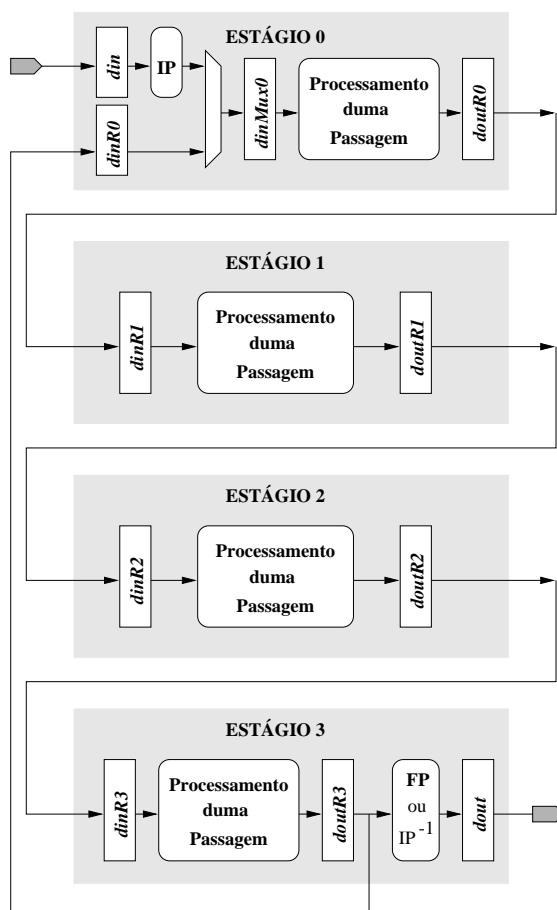 ESTÁGIO 0
din
IP
dinR0
dinMux0
Processamento
duma
Passagem
doutR0
ESTÁGIO 1
dinR1
Processamento
duma
Passagem
doutR1
ESTÁGIO 2
dinR2
Processamento
duma
Passagem
doutR2
ESTÁGIO 3
dinR3
Processamento
duma
Passagem
doutR3
FP
ou
IP-1
dout